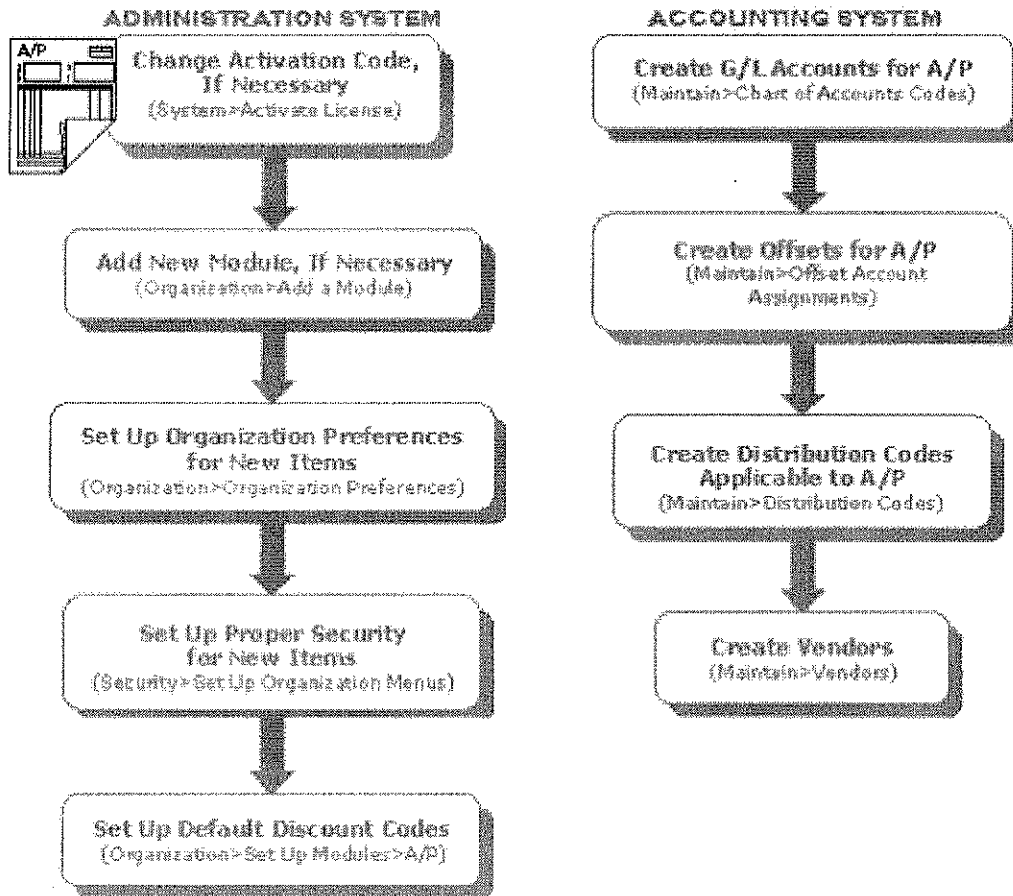 ADMINISTRATION SYSTEM
A/P
Change Activation Code,
If Necessary
(System>Activate License)
Add New Module, If Necessary
(Organization>Add a Module)
Set Up Organization Preferences
for New Items
(Organization>Organization Preferences)
Set Up Proper Security
for New Items
(Security>Set Up Organization Menus)
Set Up Default Discount Codes
(Organization>Set Up Modules>A/P)
ACCOUNTING SYSTEM
Create G/L Accounts for A/P
(Maintain>Chart of Accounts Codes)
Create Offsets for A/P
(Maintain>Offset Account
Assignments)
Create Distribution Codes
Applicable to A/P
(Maintain>Distribution Codes)
Create Vendors
(Maintain>Vendors)